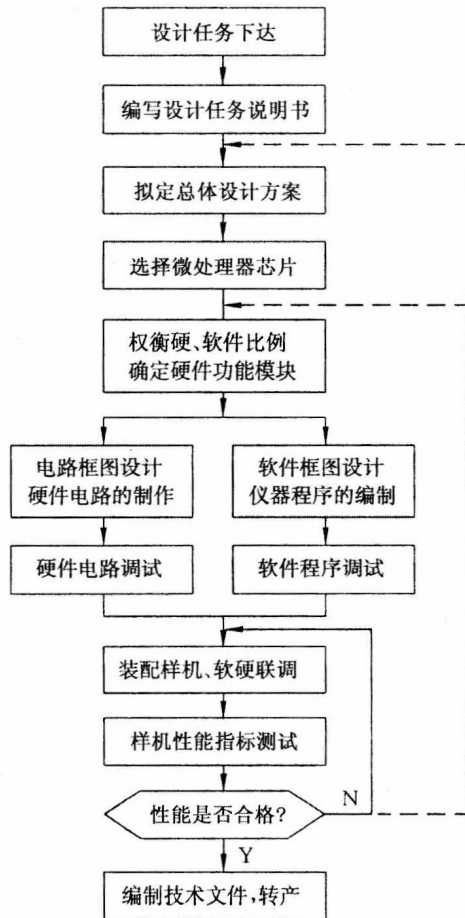 设计任务下达
编写设计任务说明书
拟定总体设计方案
选择微处理器芯片
权衡硬、软件比例
确定硬件功能模块
电路框图设计
硬件电路的制作
软件框图设计
仪器程序的编制
硬件电路调试
软件程序调试
装配样机、软硬联调
样机性能指标测试
性能是否合格?
N
Y
编制技术文件,转产